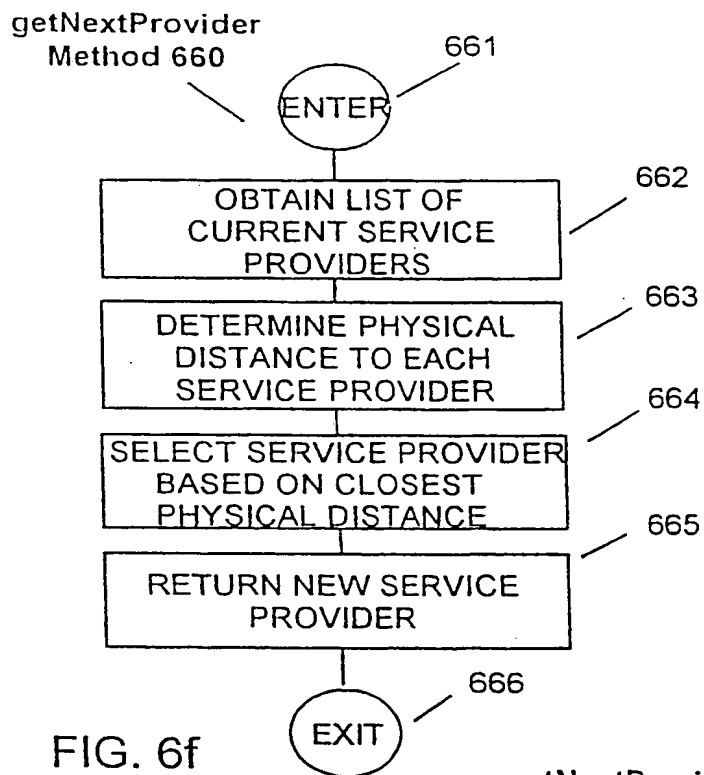 getNextProvider
Method 660
661
ENTER
662
OBTAIN LIST OF
CURRENT SERVICE
PROVIDERS
663
DETERMINE PHYSICAL
DISTANCE TO EACH
SERVICE PROVIDER
664
SELECT SERVICE PROVIDER
BASED ON CLOSEST
PHYSICAL DISTANCE
665
RETURN NEW SERVICE
PROVIDER
666
EXIT
FIG. 6f